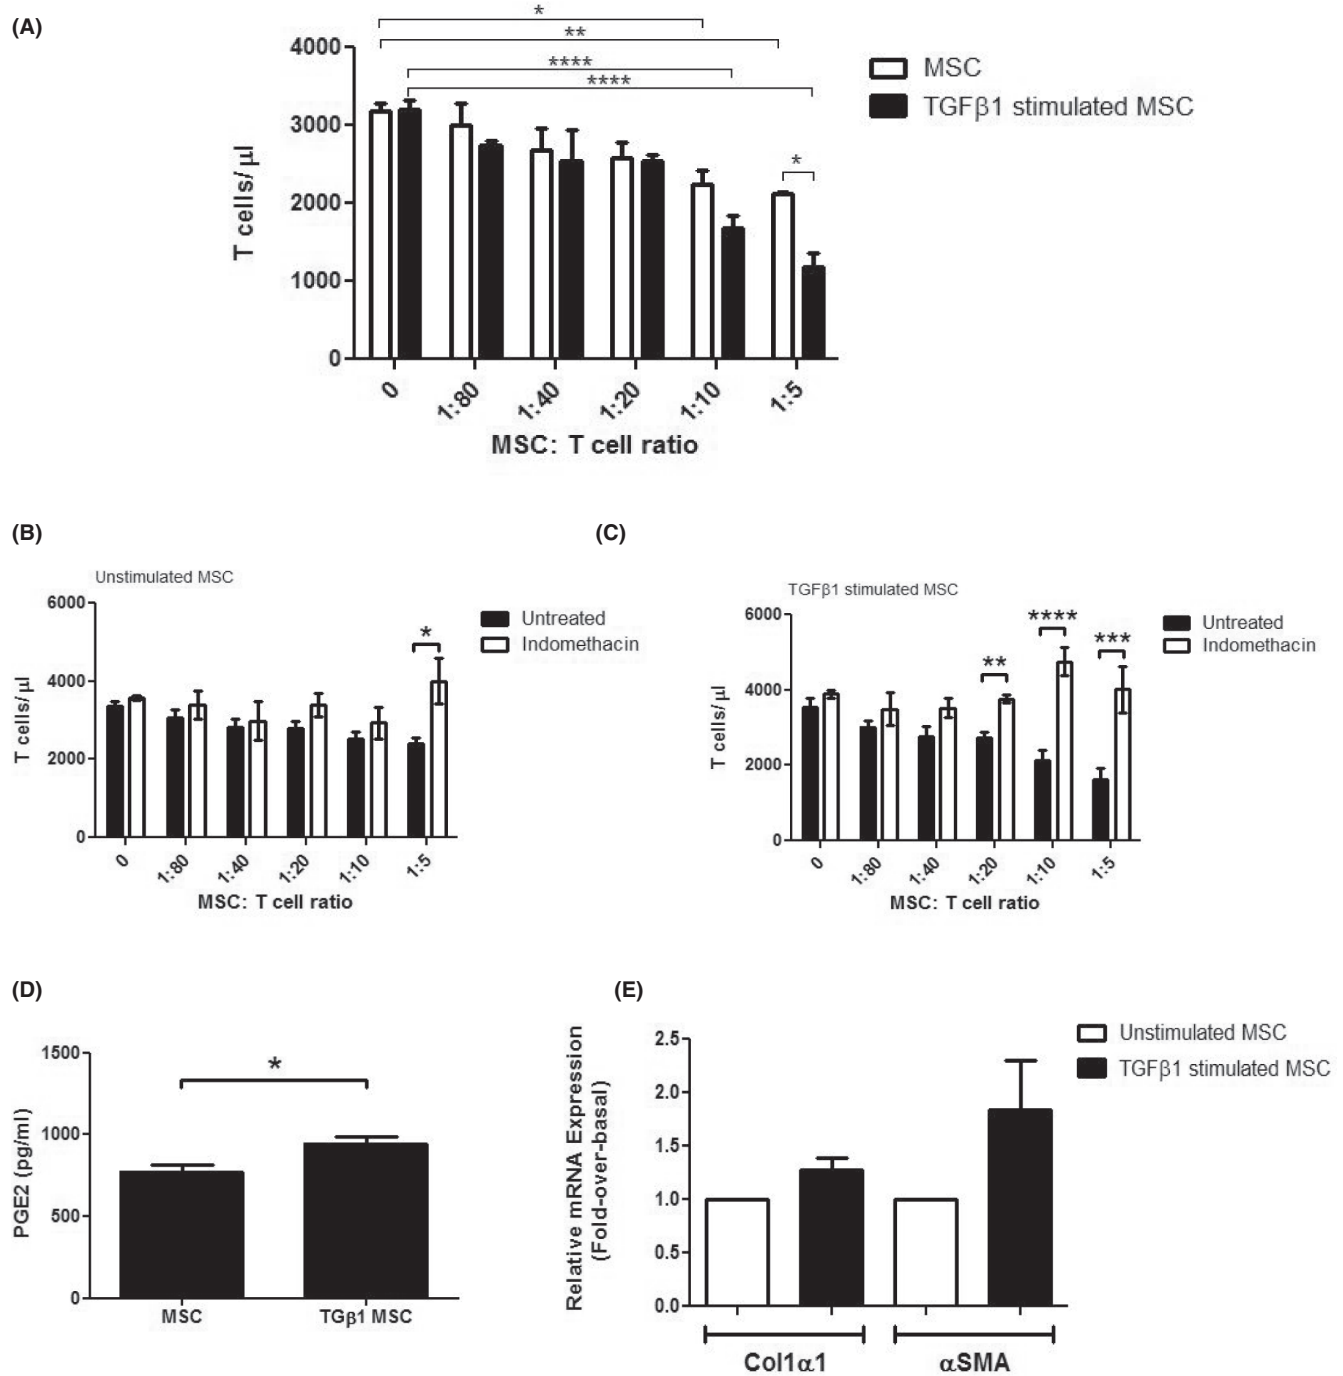 (A)
*
**
****
****
*
4000
3000
2000
1000
0
T cells/ μl
0
1:80
1:40
1:20
1:10
1:5
MSC: T cell ratio
MSC
TGFβ1 stimulated MSC
(B)
Unstimulated MSC
6000
4000
2000
0
T cells/ μl
*
0
1:80
1:40
1:20
1:10
1:5
MSC: T cell ratio
Untreated
Indomethacin
(C)
TGFβ1 stimulated MSC
6000
4000
2000
0
T cells/ μl
**
****
***
0
1:80
1:40
1:20
1:10
1:5
MSC: T cell ratio
Untreated
Indomethacin
(D)
1500
1000
500
0
PGE2 (pg/ml)
*
MSC
TGβ1 MSC
(E)
Relative mRNA Expression
(Fold-over-basal)
2.5
2.0
1.5
1.0
0.5
0.0
Col1α1
αSMA
Unstimulated MSC
TGFβ1 stimulated MSC